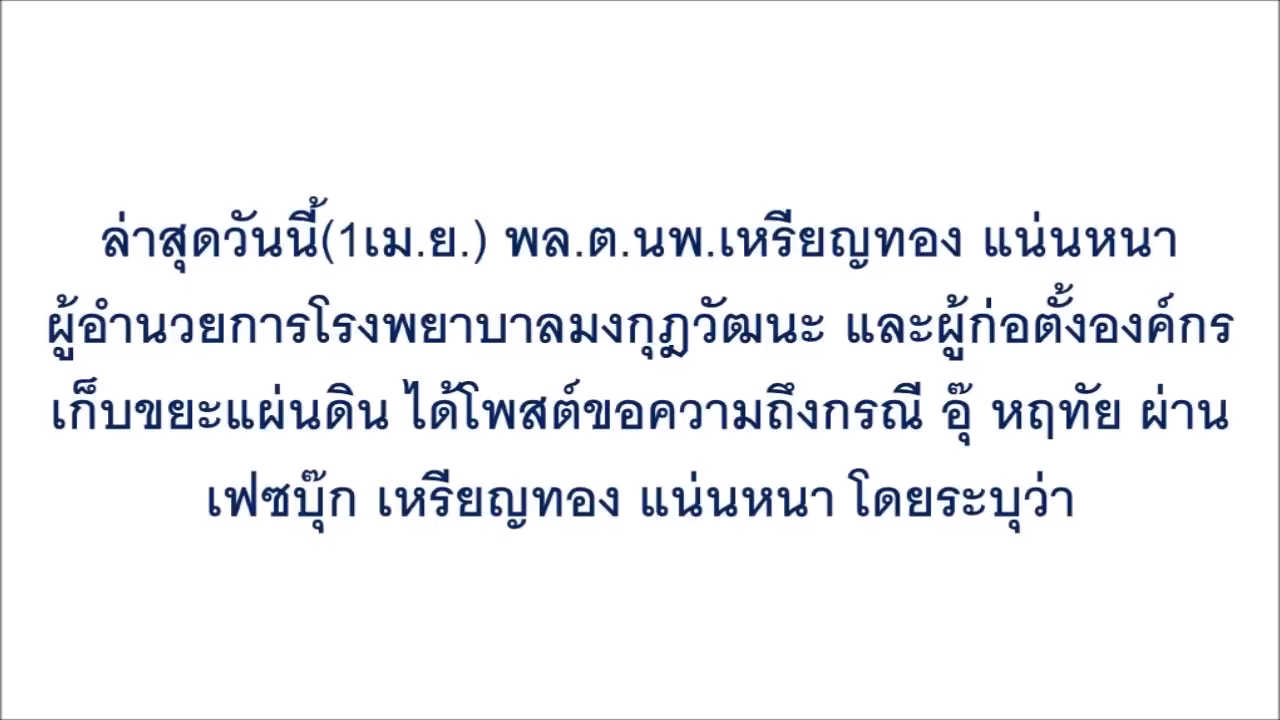 ล่าสุดวันนี้(1เม.ย.) พล.ต.นพ.เหรียญทอง แน่นหนา
ผู้อำนวยการโรงพยาบาลมงกุฎวัฒนะ และผู้ก่อตั้งองค์กร
เก็บขยะแผ่นดิน ได้โพสต์ขอความถึงกรณี อุ๊ หฤทัย ผ่าน
เฟซบุ๊ก เหรียญทอง แน่นหนา โดยระบุว่า